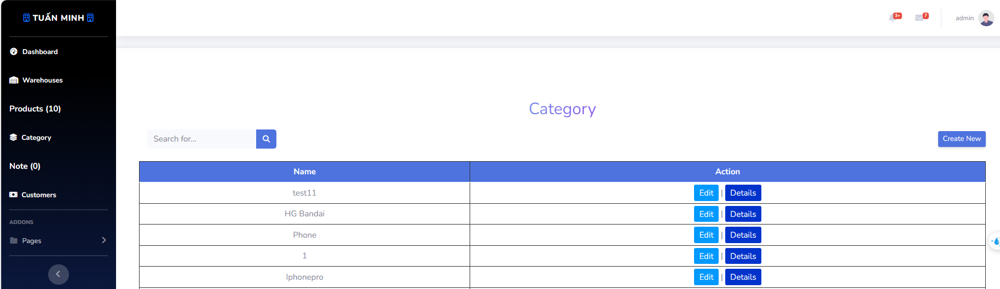 TUẤN MINH
3+
7
admin
Dashboard
Warehouses
Products (10)
Category
Note (0)
Customers
ADDONS
Pages
Category
Search for...
Create New
Name Action
test11 Edit | Details
HG Bandai Edit | Details
Phone Edit | Details
1 Edit | Details
Iphonepro Edit | Details